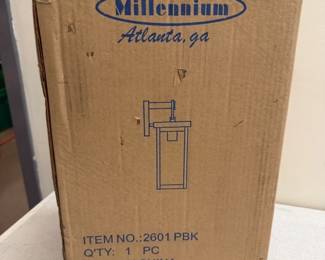 Millennium
Atlanta, ga
ITEM NO.:2601 PBK
Q'TY: 1 PC